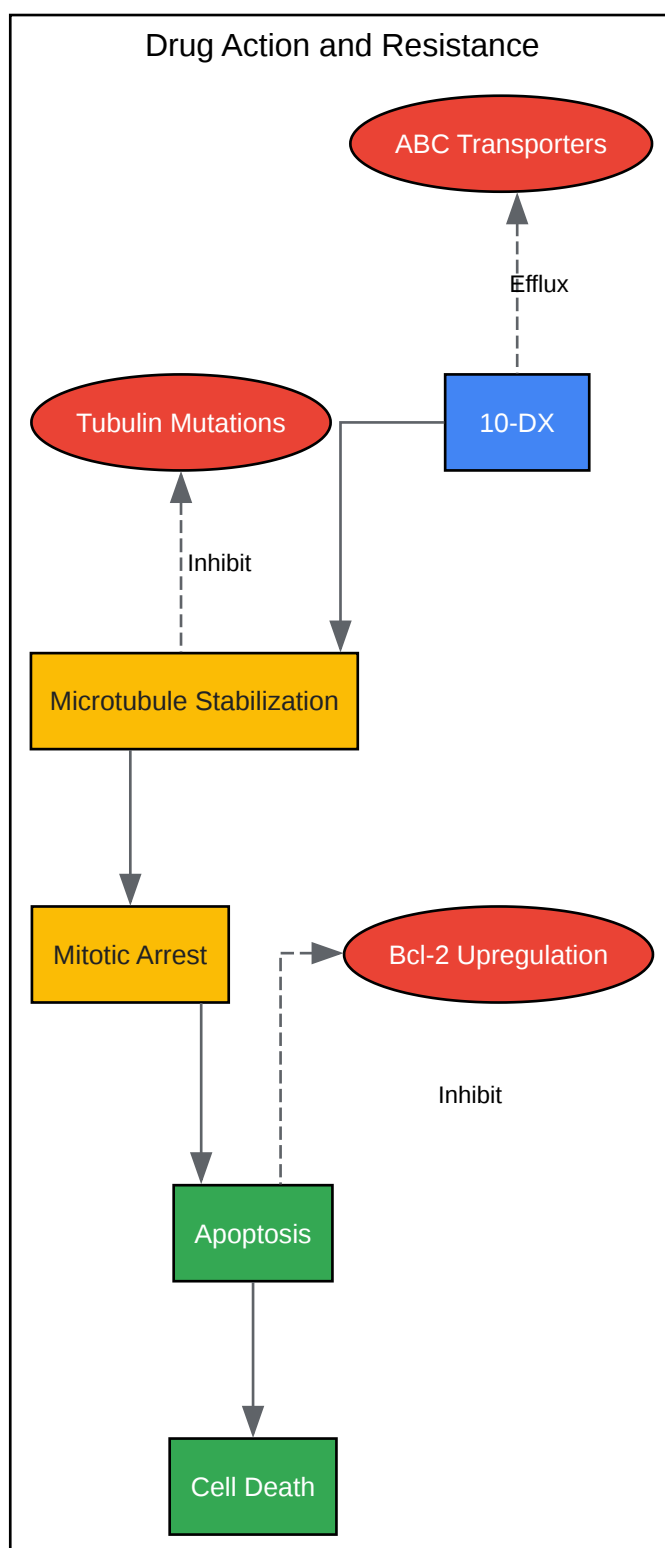 Drug Action and Resistance
ABC Transporters
Efflux
Tubulin Mutations
10-DX
Inhibit
Microtubule Stabilization
Mitotic Arrest
Bcl-2 Upregulation
Inhibit
Apoptosis
Cell Death